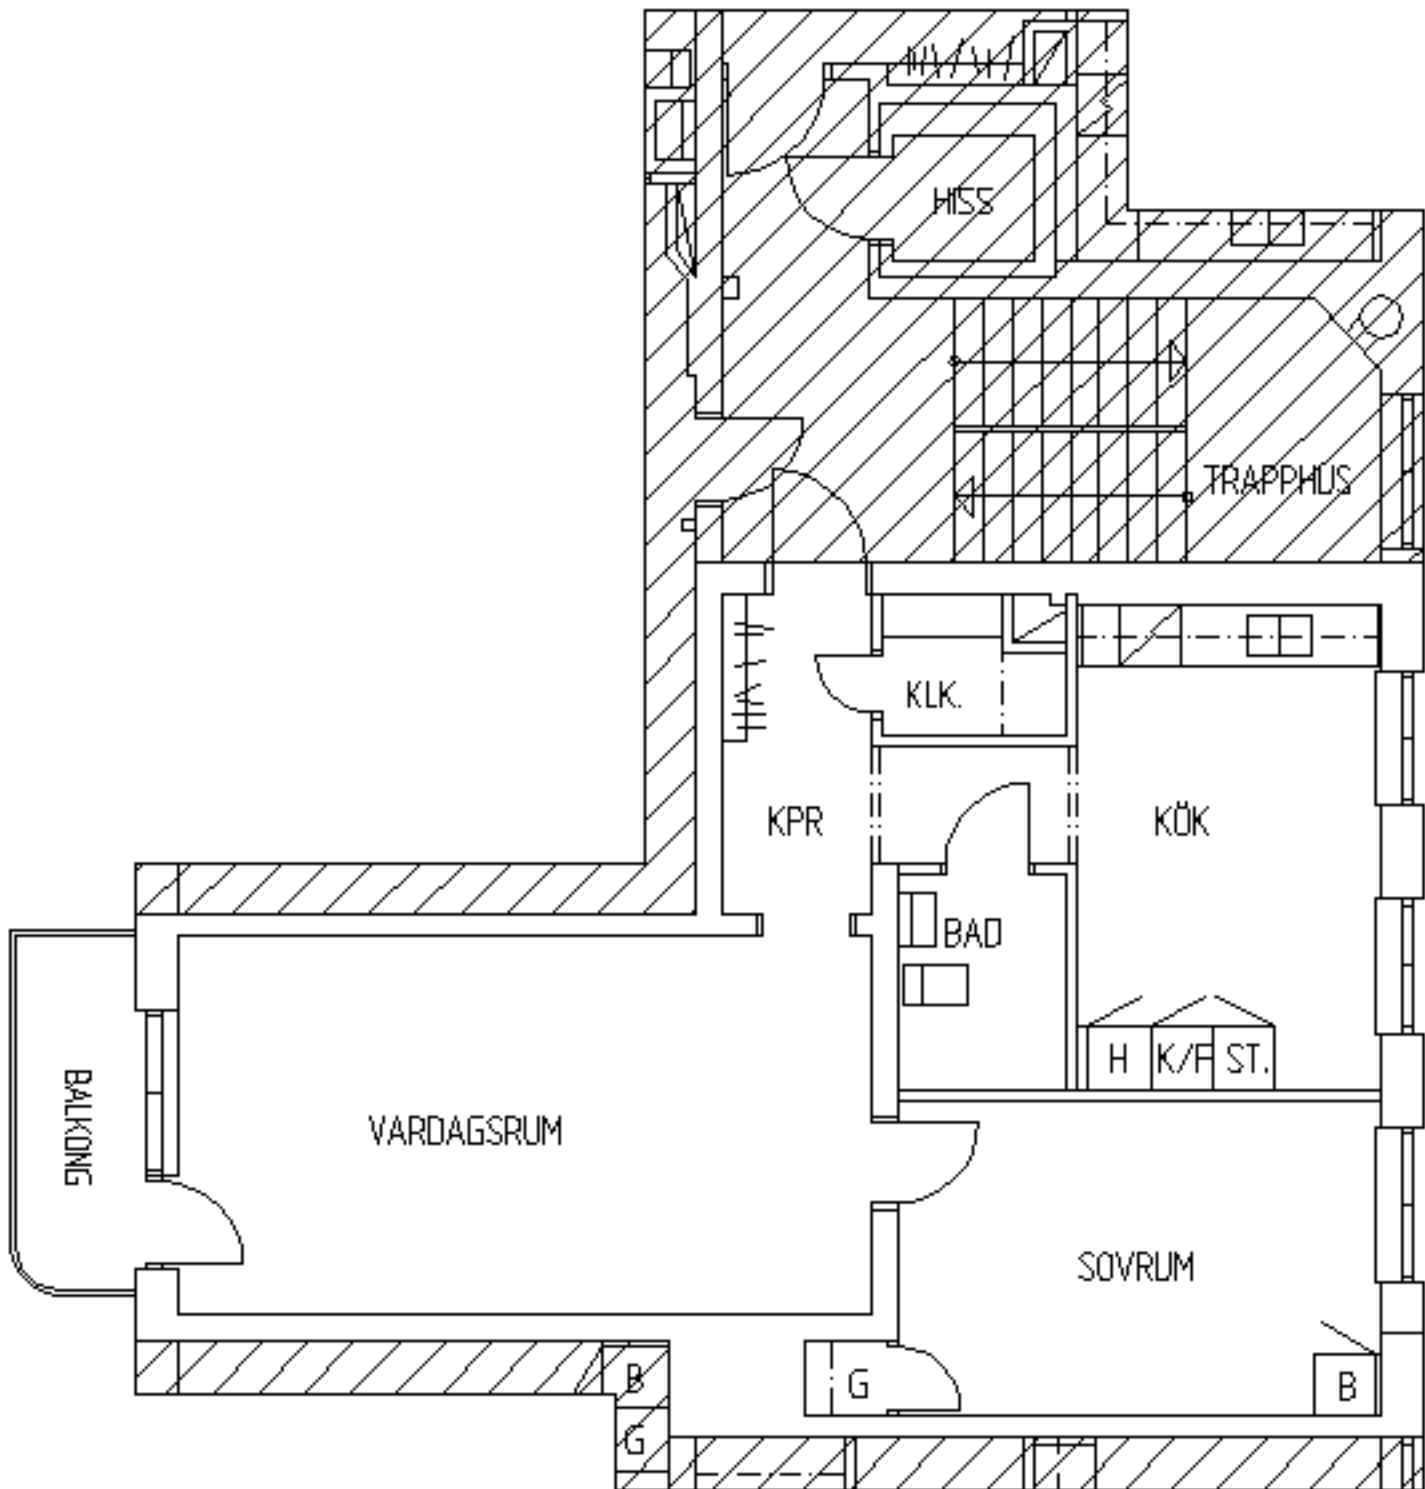 HISS
TRAPPHUS
KLK.
KPR
KÖK
BAD
H K/F ST.
BALKONG
VARDAGSRUM
SOVRUM
B
G
B
G